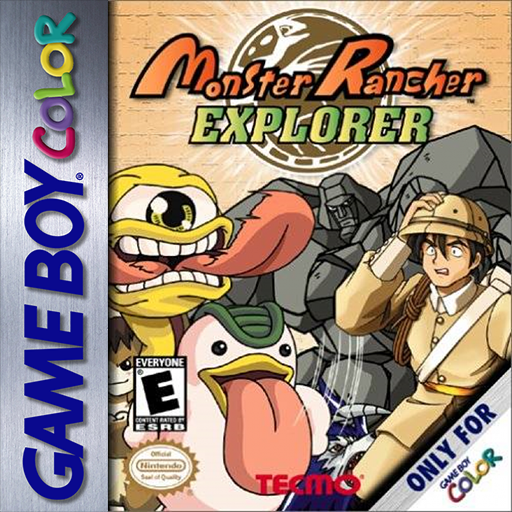 GAME BOY COLOR
Monster Rancher
EXPLORER
TM
EVERYONE
E
CONTENT RATED BY
ESRB
Official
Nintendo
Seal of Quality
TECMO
ONLY FOR
GAME BOY
COLOR